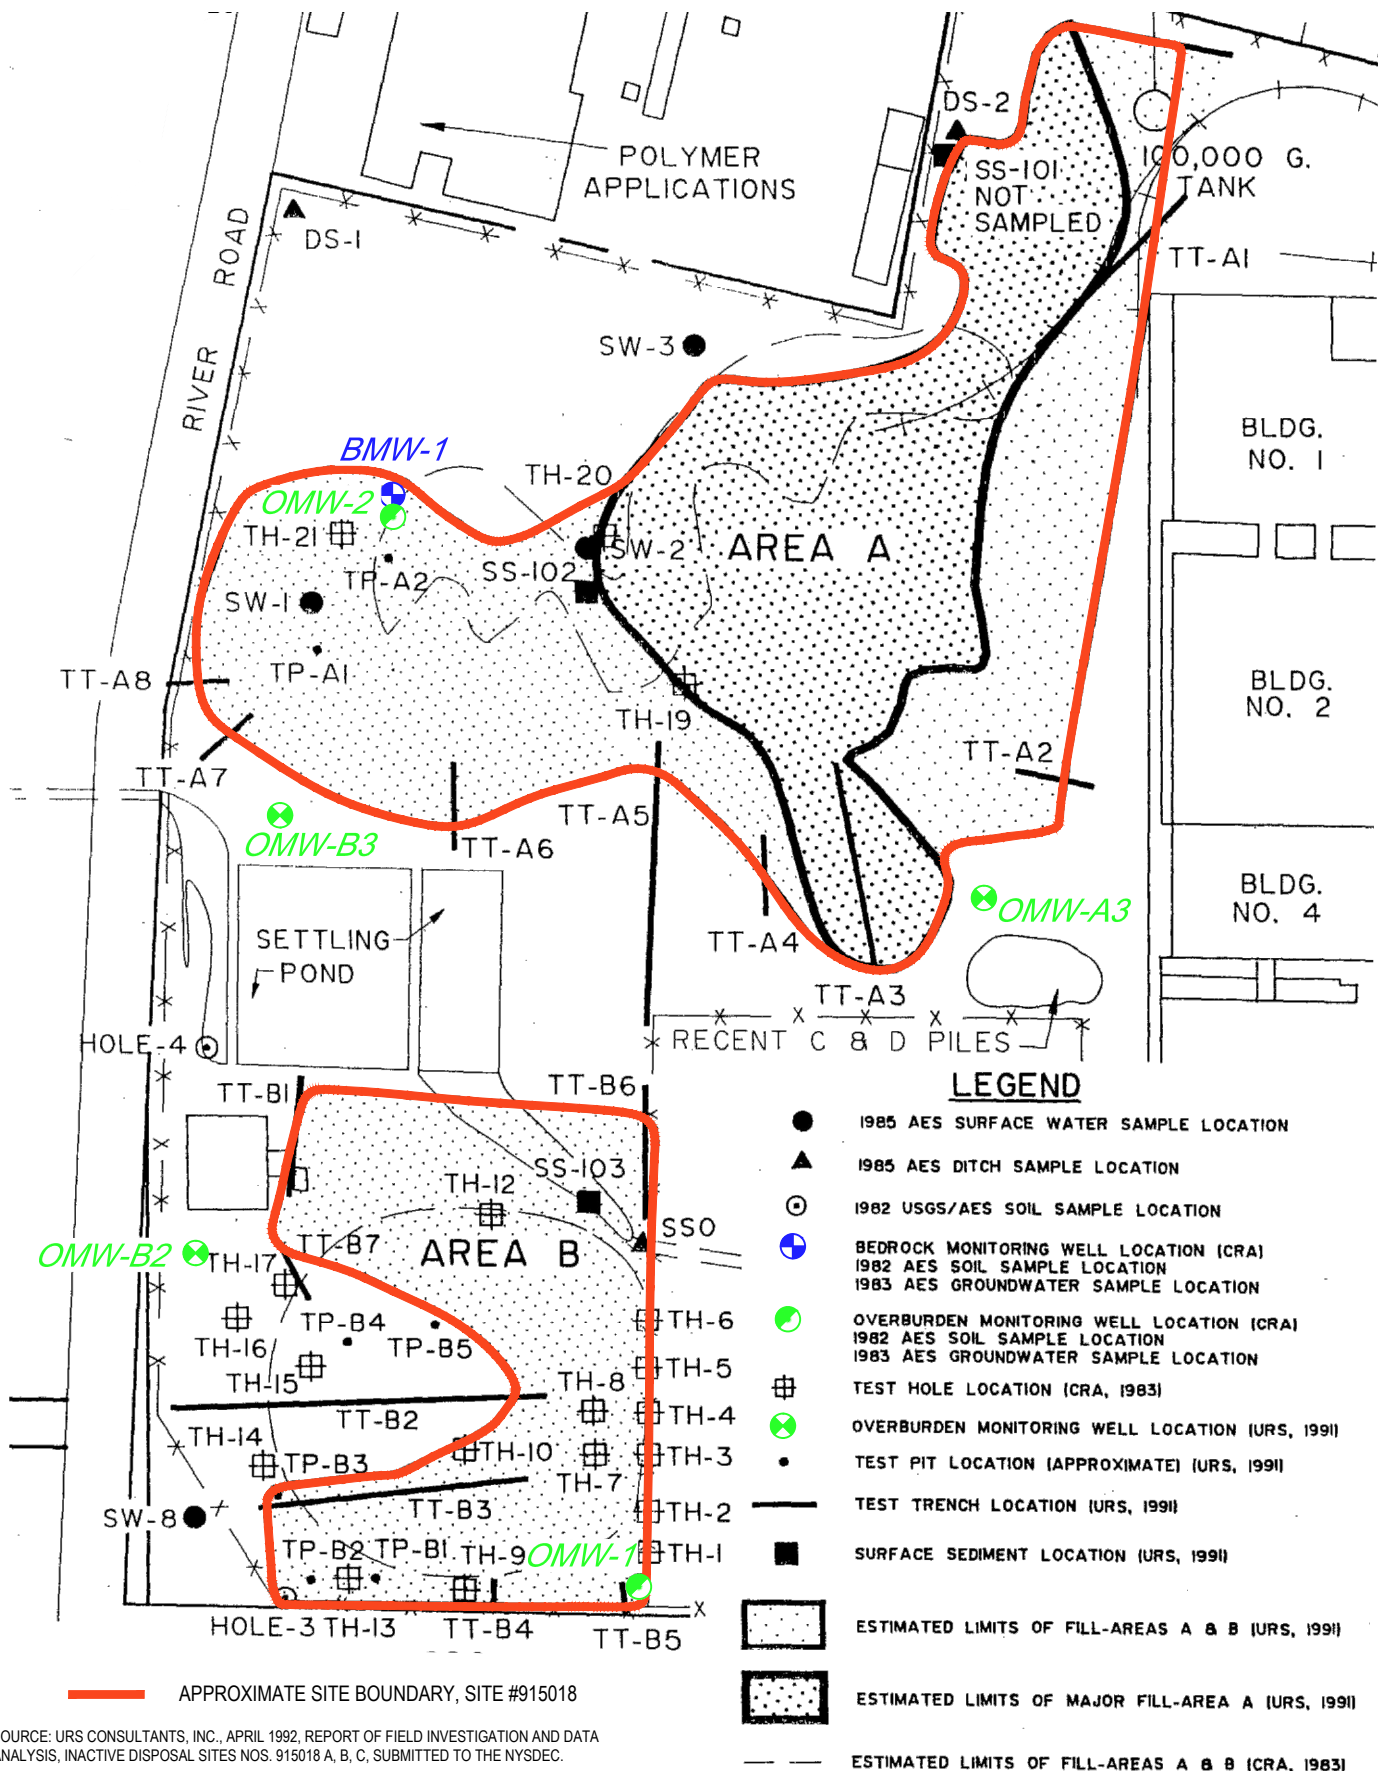 DS-2
POLYMER
APPLICATIONS
SS-101
NOT
SAMPLED
100,000 G.
TANK
DS-1
RIVER ROAD
TT-A1
SW-3
BLDG.
NO. 1
BMW-1
OMW-2
TH-20
TH-21
SW-2
AREA A
TP-A2
SS-102
SW-1
TP-A1
TT-A8
BLDG.
NO. 2
TH-19
TT-A2
TT-A7
TT-A5
OMW-B3
TT-A6
BLDG.
NO. 4
OMW-A3
SETTLING
POND
TT-A4
TT-A3
HOLE-4
RECENT C & D PILES
TT-B1
TT-B6
SS-103
TH-12
SSO
OMW-B2
TT-B7
AREA B
TH-17
TP-B4
TP-B5
TH-16
TH-6
TH-15
TH-5
TH-8
TT-B2
TH-4
TH-14
TP-B3
TH-10
TH-3
TH-7
TT-B3
TH-2
SW-8
TP-B2
TP-B1
TH-9
OMW-1
TH-1
HOLE-3
TH-13
TT-B4
TT-B5
LEGEND
1985 AES SURFACE WATER SAMPLE LOCATION
1985 AES DITCH SAMPLE LOCATION
1982 USGS/AES SOIL SAMPLE LOCATION
BEDROCK MONITORING WELL LOCATION (CRA)
1982 AES SOIL SAMPLE LOCATION
1983 AES GROUNDWATER SAMPLE LOCATION
OVERBURDEN MONITORING WELL LOCATION (CRA)
1982 AES SOIL SAMPLE LOCATION
1983 AES GROUNDWATER SAMPLE LOCATION
TEST HOLE LOCATION (CRA, 1983)
OVERBURDEN MONITORING WELL LOCATION (URS, 1991)
TEST PIT LOCATION (APPROXIMATE) (URS, 1991)
TEST TRENCH LOCATION (URS, 1991)
SURFACE SEDIMENT LOCATION (URS, 1991)
ESTIMATED LIMITS OF FILL-AREAS A & B (URS, 1991)
ESTIMATED LIMITS OF MAJOR FILL-AREA A (URS, 1991)
ESTIMATED LIMITS OF FILL-AREAS A & B (CRA, 1983)
APPROXIMATE SITE BOUNDARY, SITE #915018
OURCE: URS CONSULTANTS, INC., APRIL 1992, REPORT OF FIELD INVESTIGATION AND DATA
NALYSIS, INACTIVE DISPOSAL SITES NOS. 915018 A, B, C, SUBMITTED TO THE NYSDEC.